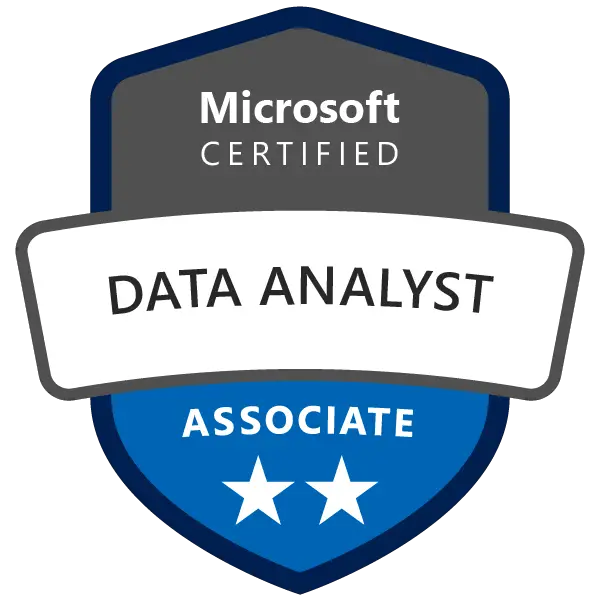 Microsoft
CERTIFIED
DATA ANALYST
ASSOCIATE